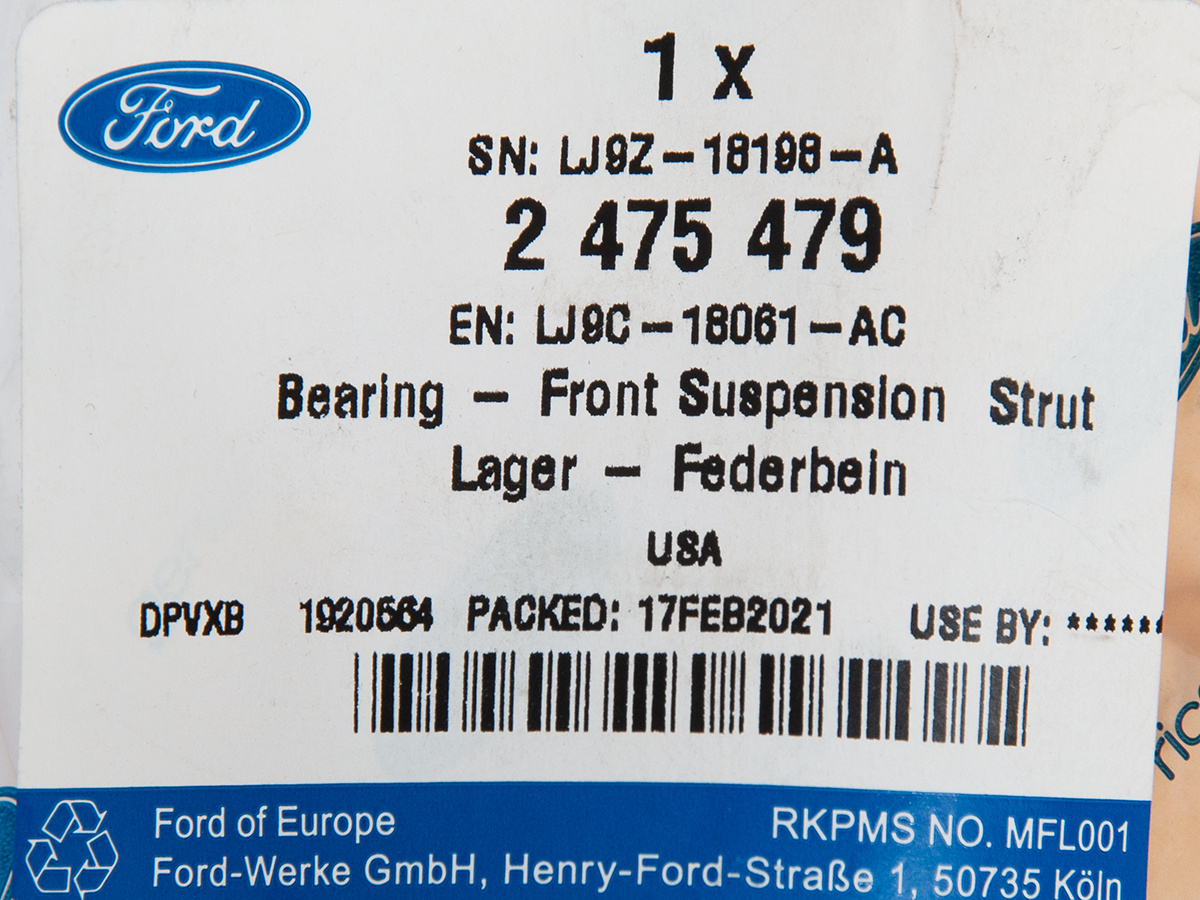 Ford
1 x
SN: LJ9Z-18198-A
2 475 479
EN: LJ9C-18061-AC
Bearing - Front Suspension Strut
Lager - Federbein
USA
DPVXB 1920564 PACKED: 17FEB2021 USE BY: ******
Ford of Europe RKPMS NO. MFL001
Ford-Werke GmbH, Henry-Ford-Straße 1, 50735 Köln